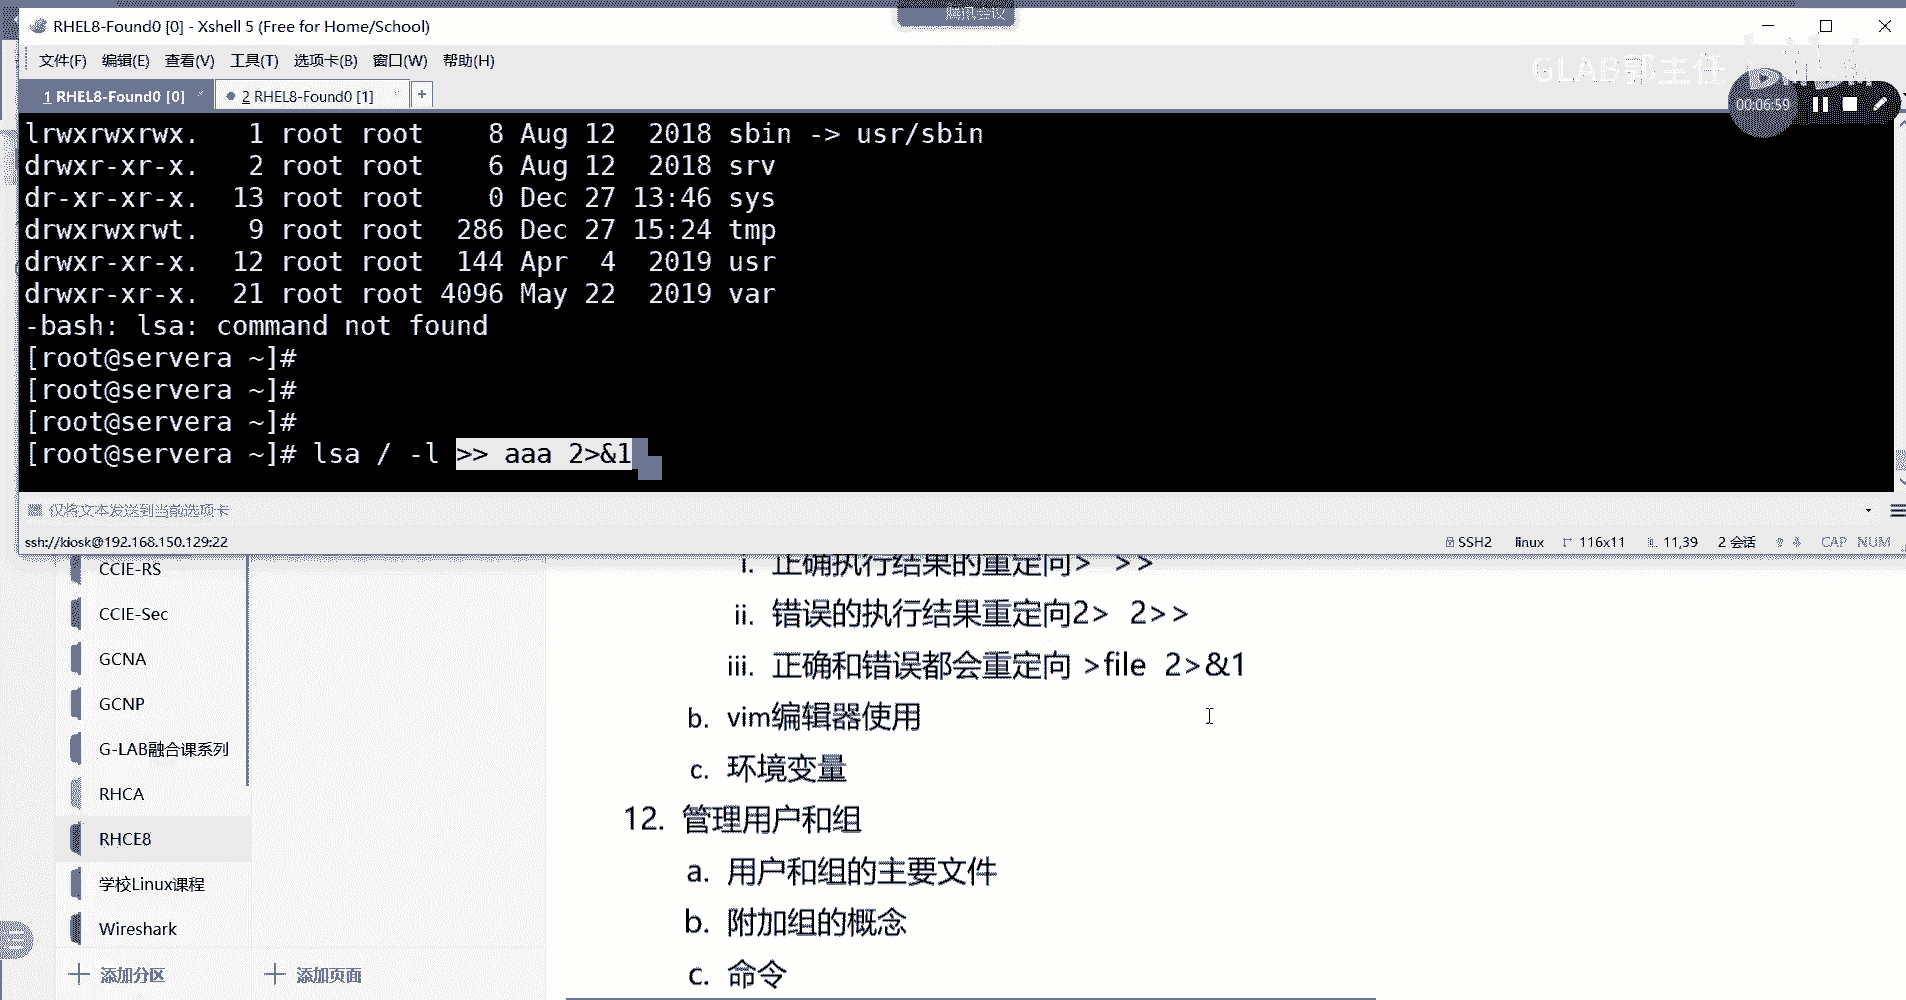 腾讯会议
RHEL8-Found0 [0] - Xshell 5 (Free for Home/School)
文件(F) 编辑(E) 查看(V) 工具(T) 选项卡(B) 窗口(W) 帮助(H)
GLAB郭主任 bilibili
1 RHEL8-Found0 [0] 2 RHEL8-Found0 [1] +
00:06:59
lrwxrwxrwx. 1 root root 8 Aug 12 2018 sbin -> usr/sbin
drwxr-xr-x. 2 root root 6 Aug 12 2018 srv
dr-xr-xr-x. 13 root root 0 Dec 27 13:46 sys
drwxrwxrwt. 9 root root 286 Dec 27 15:24 tmp
drwxr-xr-x. 12 root root 144 Apr 4 2019 usr
drwxr-xr-x. 21 root root 4096 May 22 2019 var
-bash: lsa: command not found
[root@servera ~]#
[root@servera ~]#
[root@servera ~]#
[root@servera ~]# lsa / -l >> aaa 2>&1
仅将文本发送到当前选项卡
ssh://kiosk@192.168.150.129:22 SSH2 linux 116x11 11,39 2 会话 CAP NUM
CCIE-RS
CCIE-Sec
GCNA
GCNP
G-LAB融合课系列
RHCA
RHCE8
学校Linux课程
Wireshark
添加分区 添加页面
i. 正确执行结果的重定向> >>
ii. 错误的执行结果重定向2> 2>>
iii. 正确和错误都会重定向 >file 2>&1
b. vim编辑器使用
c. 环境变量
12. 管理用户和组
a. 用户和组的主要文件
b. 附加组的概念
c. 命令